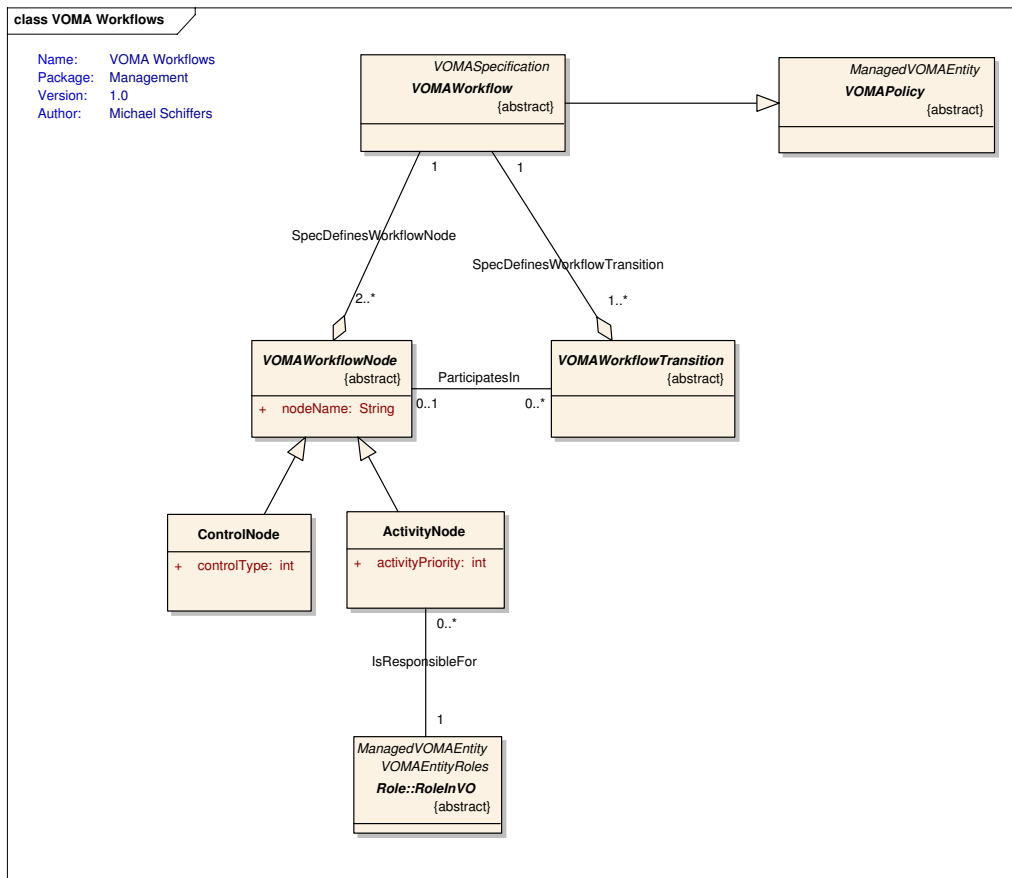 class VOMA Workflows
Name: VOMA Workflows
Package: Management
Version: 1.0
Author: Michael Schiffers
VOMASpecification
VOMAWorkflow
{abstract}
ManagedVOMAEntity
VOMAPolicy
{abstract}
1
1
SpecDefinesWorkflowNode
SpecDefinesWorkflowTransition
2..*
1..*
VOMAWorkflowNode
{abstract}
+ nodeName: String
ParticipatesIn
0..1
0..*
VOMAWorkflowTransition
{abstract}
ControlNode
+ controlType: int
ActivityNode
+ activityPriority: int
0..*
IsResponsibleFor
1
ManagedVOMAEntity
VOMAEntityRoles
Role::RoleInVO
{abstract}